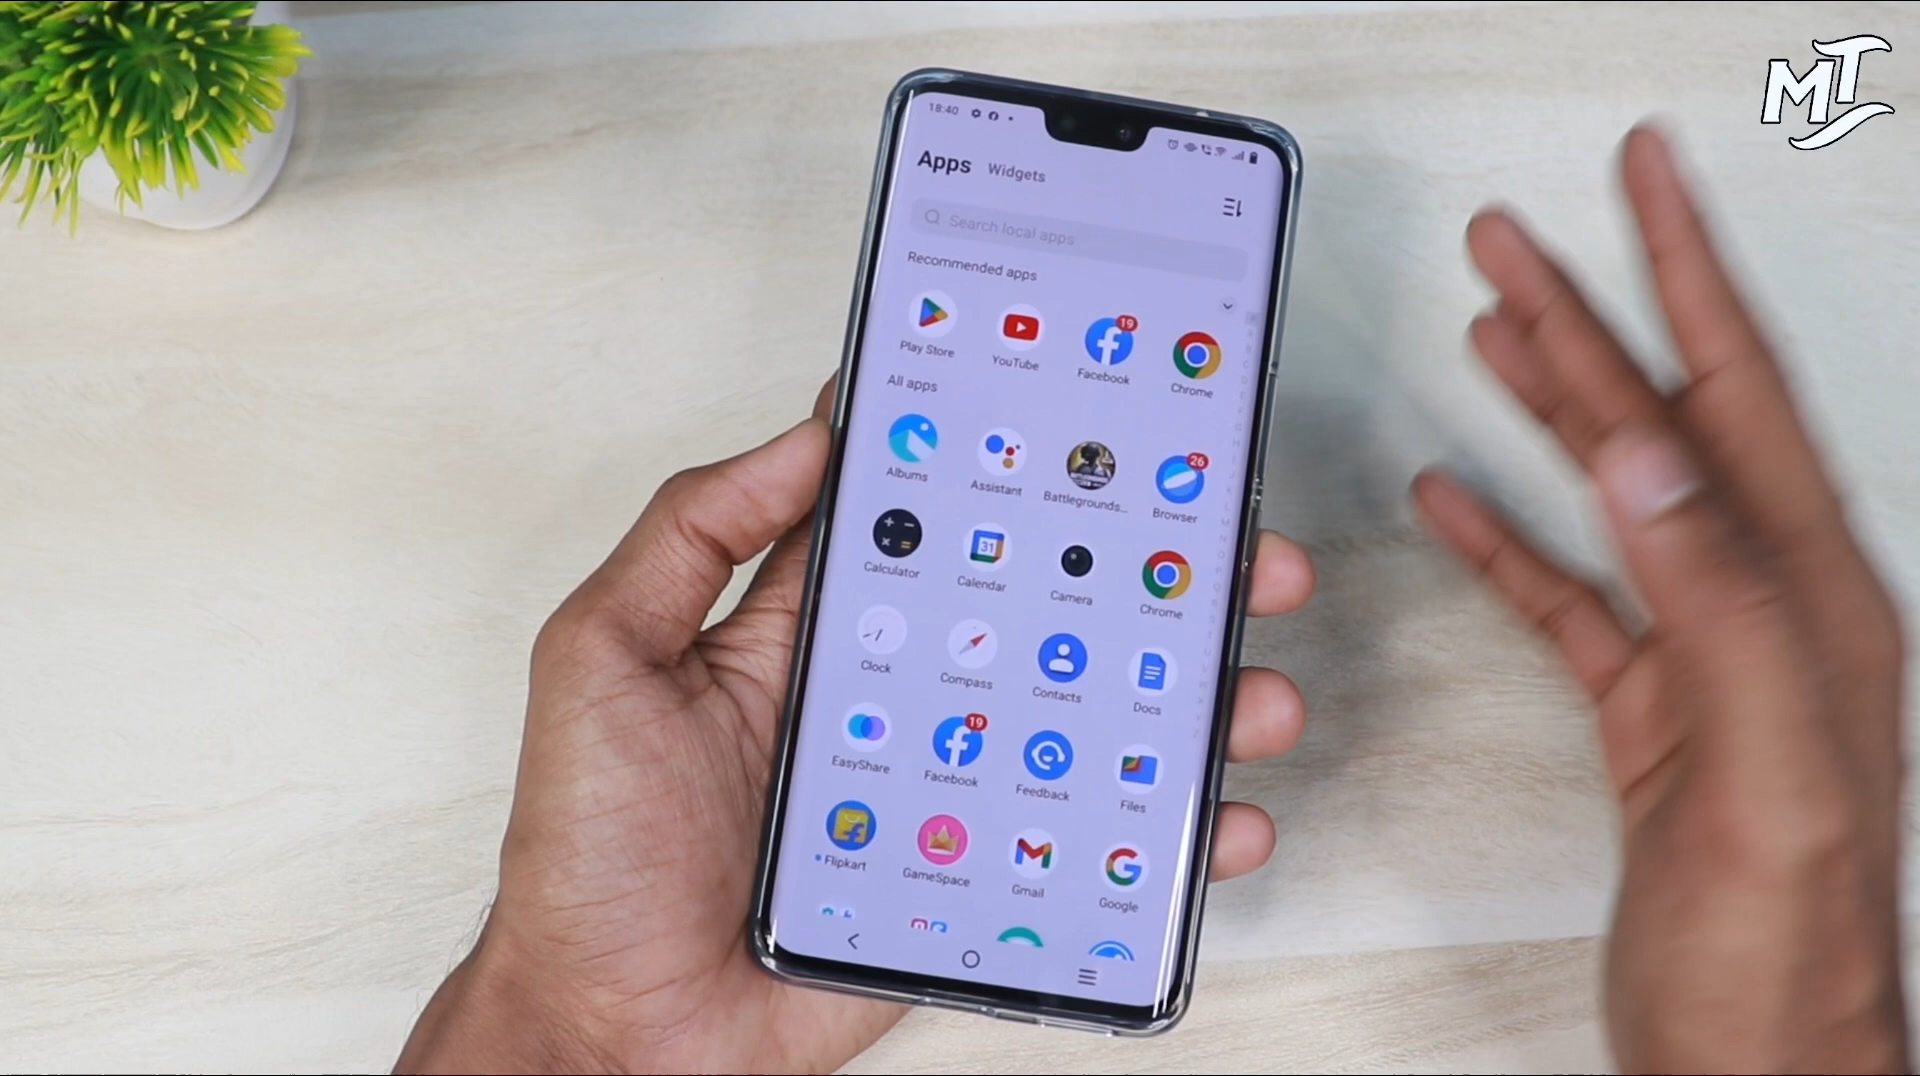 MT
18:40
Apps Widgets
Search local apps
Recommended apps
Play Store YouTube Facebook Chrome
19
All apps
Albums Assistant Battlegrounds... Browser
26
Calculator Calendar Camera Chrome
31
Clock Compass Contacts Docs
EasyShare Facebook Feedback Files
19
Flipkart GameSpace Gmail Google